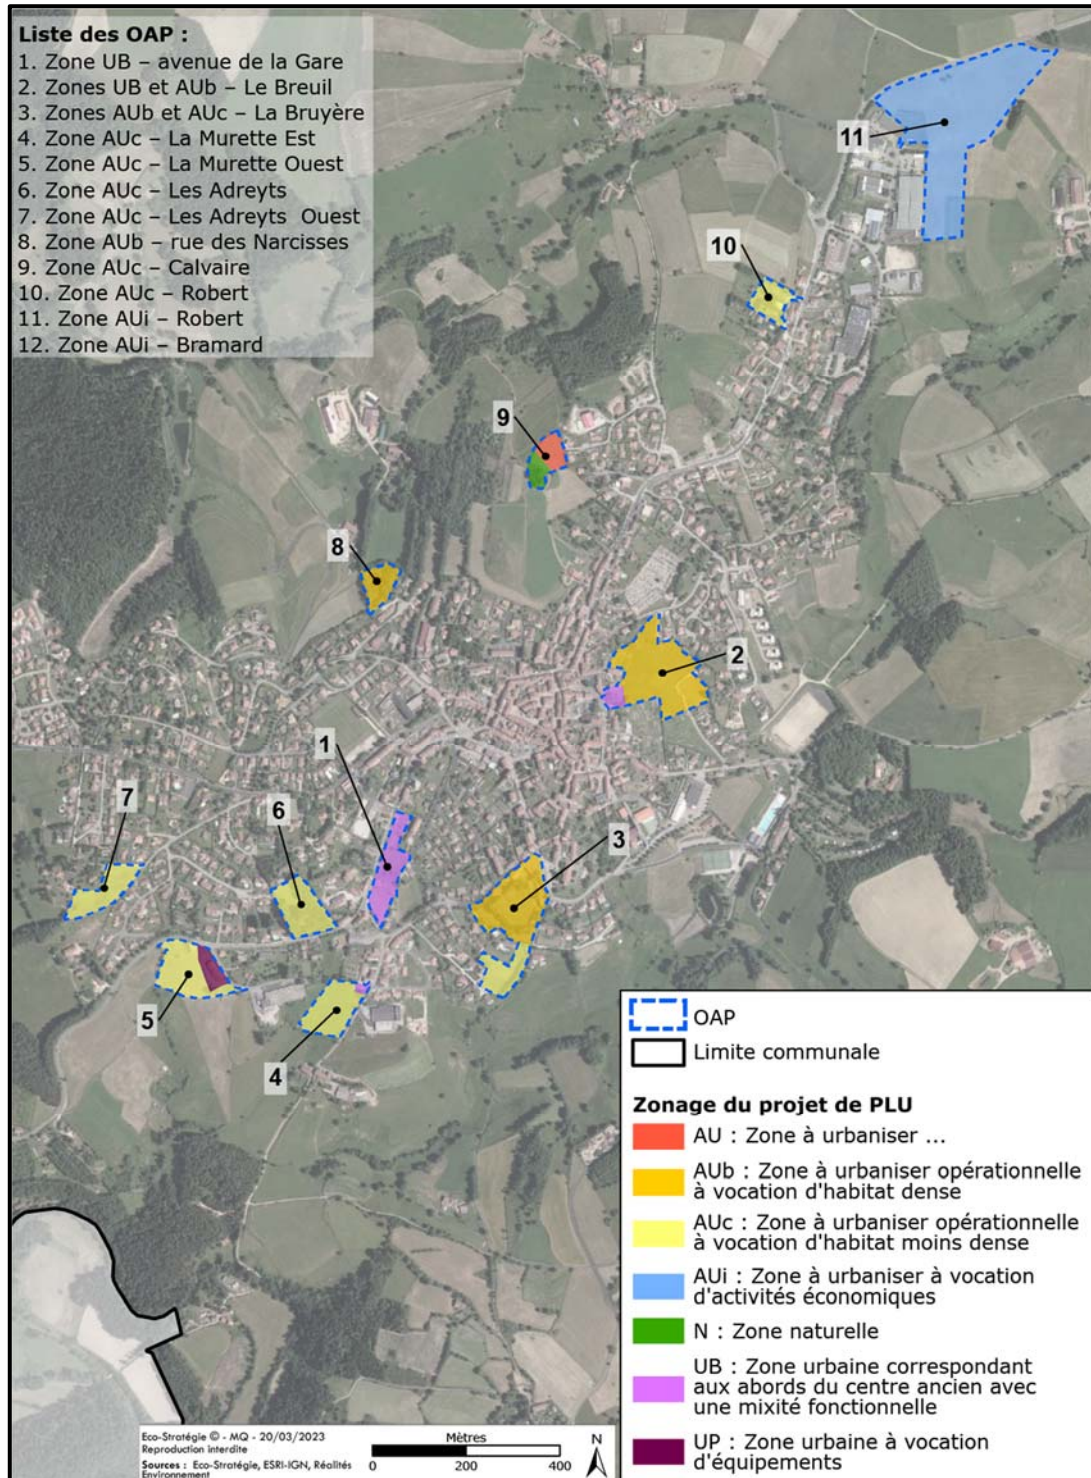 Liste des OAP :
1. Zone UB – avenue de la Gare
2. Zones UB et AUb – Le Breuil
3. Zones AUb et AUc – La Bruyère
4. Zone AUc – La Murette Est
5. Zone AUc – La Murette Ouest
6. Zone AUc – Les Adreyts
7. Zone AUc – Les Adreyts Ouest
8. Zone AUb – rue des Narcisses
9. Zone AUc – Calvaire
10. Zone AUc – Robert
11. Zone AUi – Robert
12. Zone AUi – Bramard
11
10
9
8
2
1
7
6
3
5
4
OAP
Limite communale
Zonage du projet de PLU
AU : Zone à urbaniser ...
AUb : Zone à urbaniser opérationnelle
à vocation d'habitat dense
AUc : Zone à urbaniser opérationnelle
à vocation d'habitat moins dense
AUi : Zone à urbaniser à vocation
d'activités économiques
N : Zone naturelle
UB : Zone urbaine correspondant
aux abords du centre ancien avec
une mixité fonctionnelle
UP : Zone urbaine à vocation
d'équipements
Eco-Stratégie © - MQ - 20/03/2023
Reproduction interdite
Sources : Eco-Stratégie, ESRI-IGN, Réalités
Environnement
Mètres
0 200 400
N